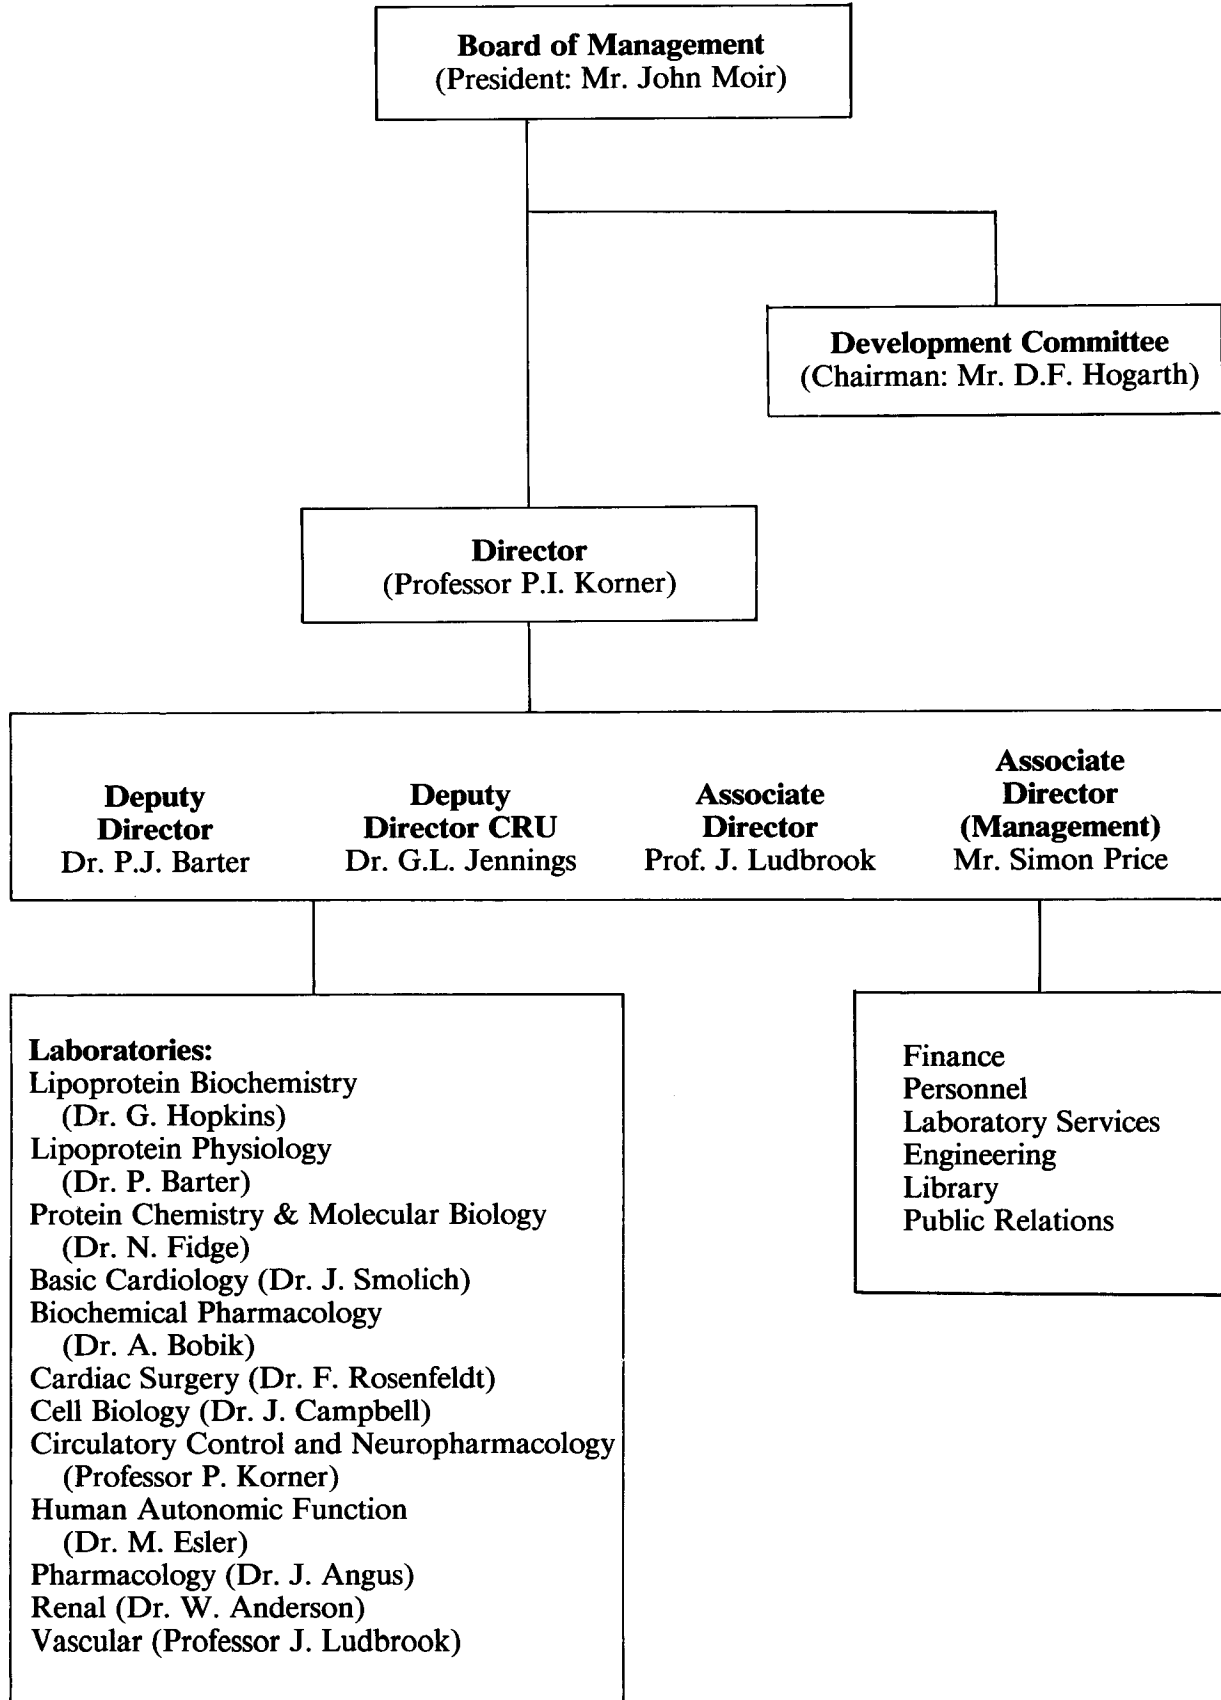 Board of Management
(President: Mr. John Moir)
Development Committee
(Chairman: Mr. D.F. Hogarth)
Director
(Professor P.I. Korner)
Deputy
Director
Dr. P.J. Barter
Deputy
Director CRU
Dr. G.L. Jennings
Associate
Director
Prof. J. Ludbrook
Associate
Director
(Management)
Mr. Simon Price
Laboratories:
Lipoprotein Biochemistry
(Dr. G. Hopkins)
Lipoprotein Physiology
(Dr. P. Barter)
Protein Chemistry & Molecular Biology
(Dr. N. Fidge)
Basic Cardiology (Dr. J. Smolich)
Biochemical Pharmacology
(Dr. A. Bobik)
Cardiac Surgery (Dr. F. Rosenfeldt)
Cell Biology (Dr. J. Campbell)
Circulatory Control and Neuropharmacology
(Professor P. Korner)
Human Autonomic Function
(Dr. M. Esler)
Pharmacology (Dr. J. Angus)
Renal (Dr. W. Anderson)
Vascular (Professor J. Ludbrook)
Finance
Personnel
Laboratory Services
Engineering
Library
Public Relations